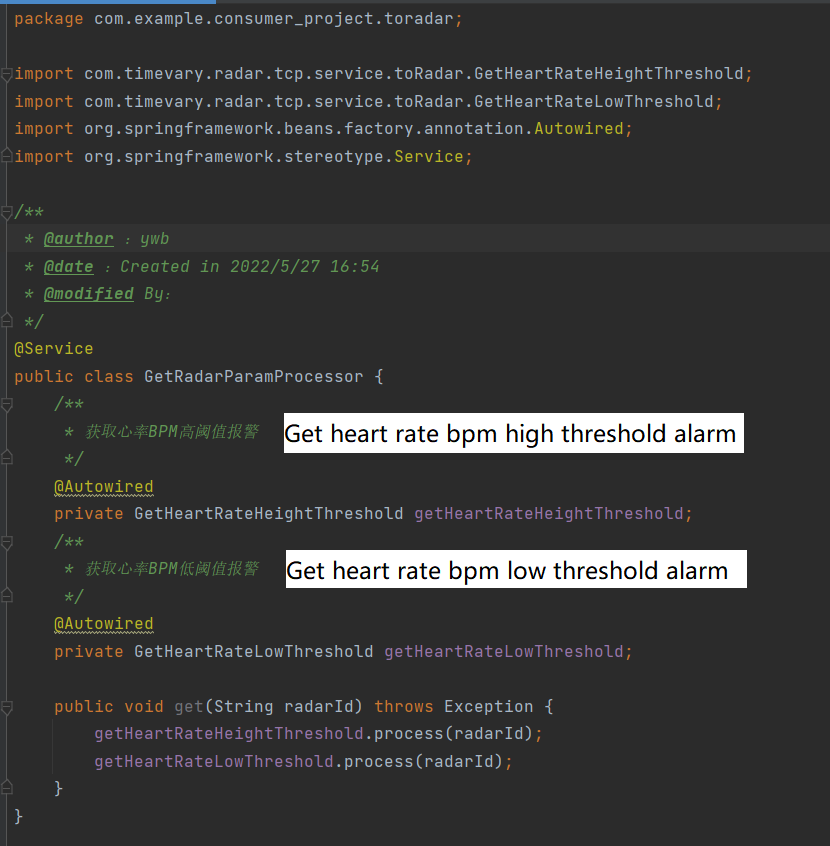 package com.example.consumer_project.toradar;
import com.timevary.radar.tcp.service.toRadar.GetHeartRateHeightThreshold;
import com.timevary.radar.tcp.service.toRadar.GetHeartRateLowThreshold;
import org.springframework.beans.factory.annotation.Autowired;
import org.springframework.stereotype.Service;
/**
* @author : ywb
* @date : Created in 2022/5/27 16:54
* @modified By:
*/
@Service
public class GetRadarParamProcessor {
/**
* 获取心率BPM高阈值报警 Get heart rate bpm high threshold alarm
*/
@Autowired
private GetHeartRateHeightThreshold getHeartRateHeightThreshold;
/**
* 获取心率BPM低阈值报警 Get heart rate bpm low threshold alarm
*/
@Autowired
private GetHeartRateLowThreshold getHeartRateLowThreshold;
public void get(String radarId) throws Exception {
getHeartRateHeightThreshold.process(radarId);
getHeartRateLowThreshold.process(radarId);
}
}